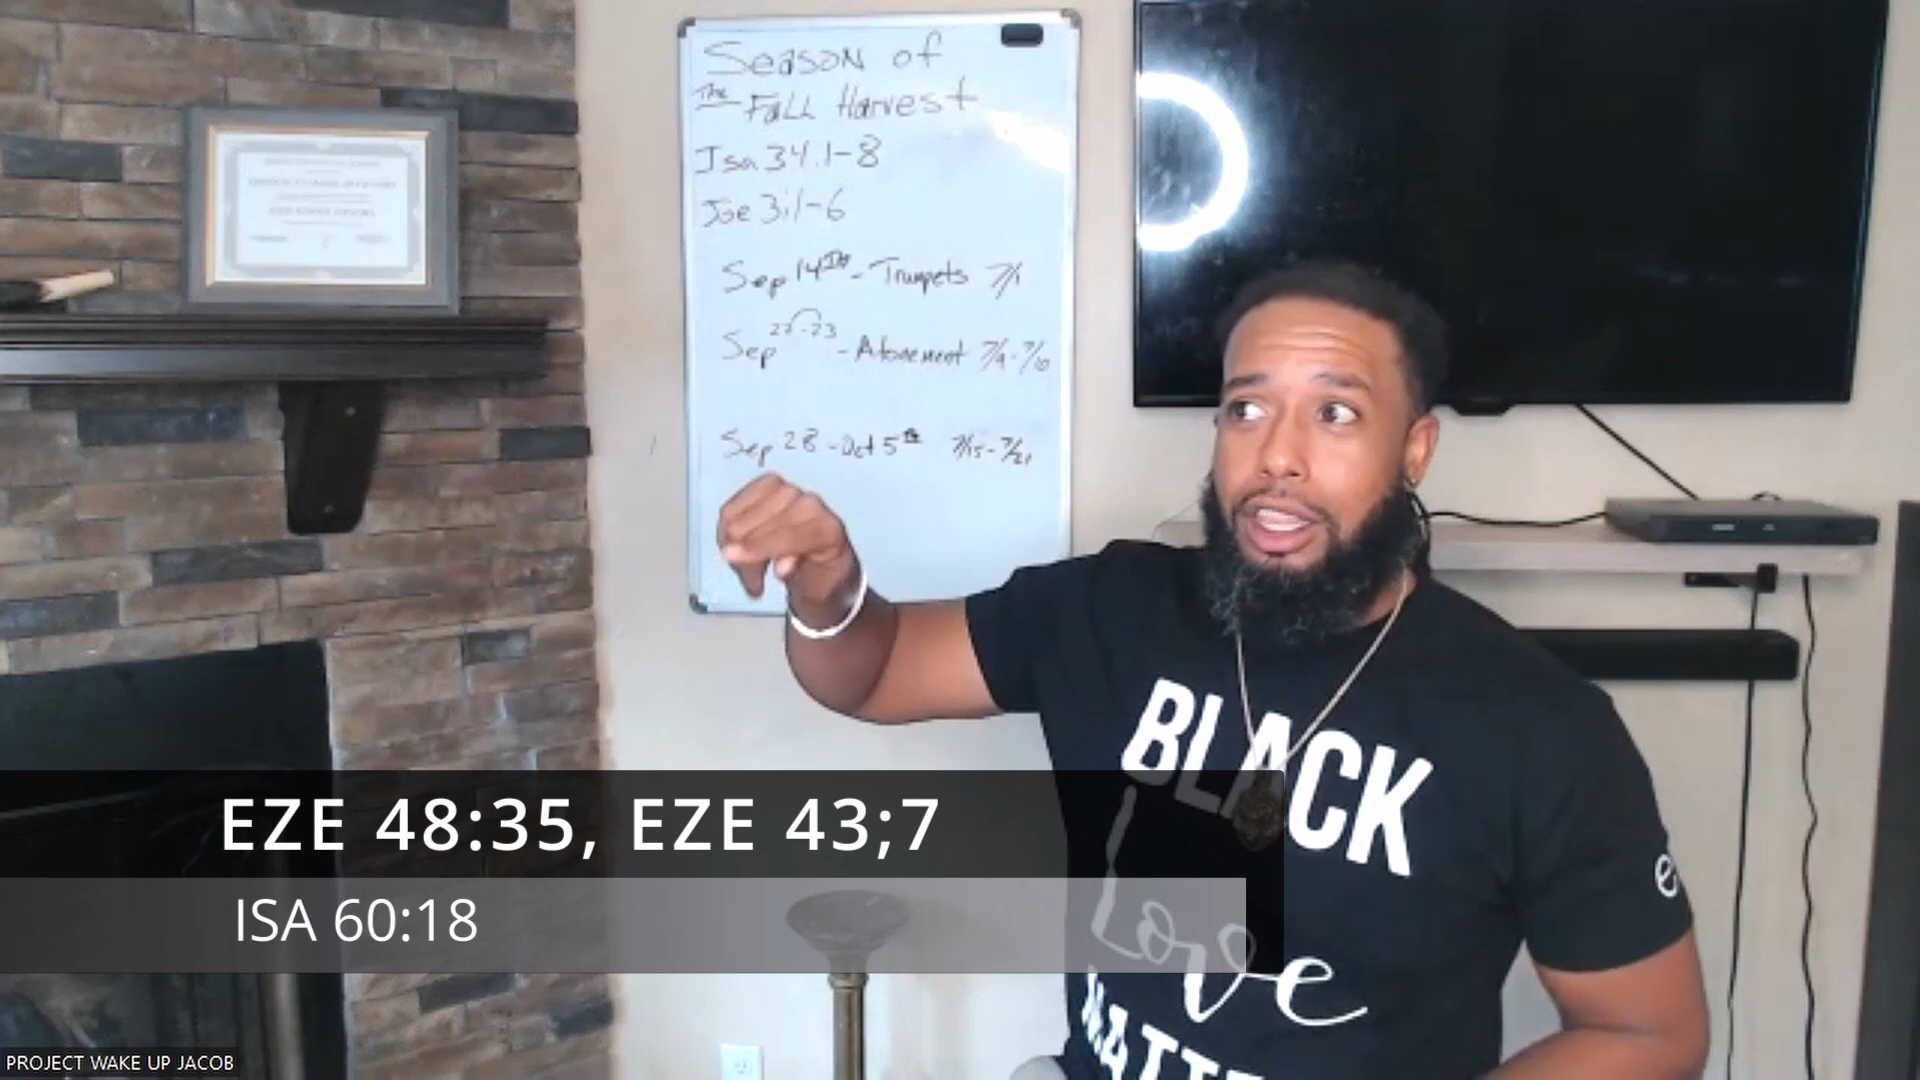 Season of
The Fall Harvest
Isa 34.1-8
Joe 3:1-6
Sep 14th - Trumpets 7/1
Sep 22-23 - Atonement 7/9-7/10
Sep 28 - Oct 5th 7/15-7/21
BLACK
Love
e
EZE 48:35, EZE 43;7
ISA 60:18
PROJECT WAKE UP JACOB